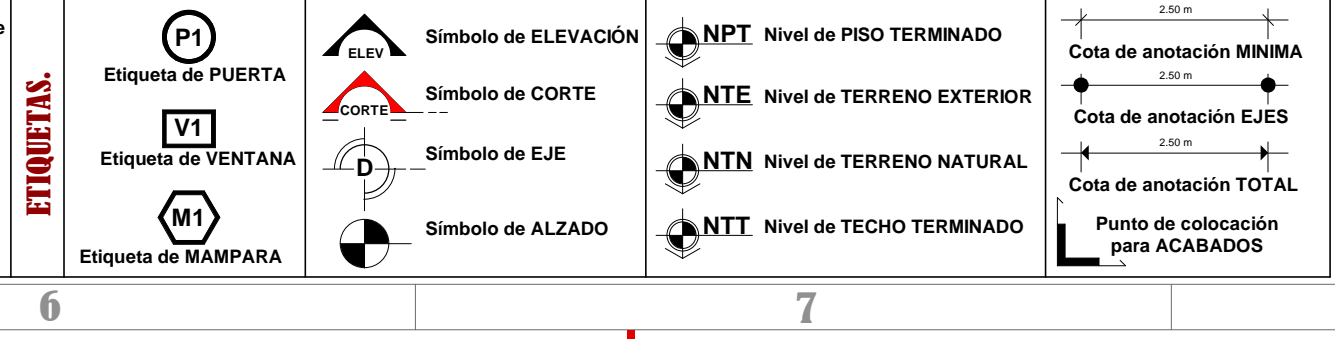 e
ETIQUETAS.
P1
Etiqueta de PUERTA
V1
Etiqueta de VENTANA
M1
Etiqueta de MAMPARA
ELEV
Símbolo de ELEVACIÓN
CORTE
Símbolo de CORTE
D
Símbolo de EJE
Símbolo de ALZADO
NPT Nivel de PISO TERMINADO
NTE Nivel de TERRENO EXTERIOR
NTN Nivel de TERRENO NATURAL
NTT Nivel de TECHO TERMINADO
2.50 m
Cota de anotación MINIMA
2.50 m
Cota de anotación EJES
2.50 m
Cota de anotación TOTAL
Punto de colocación
para ACABADOS
6
7